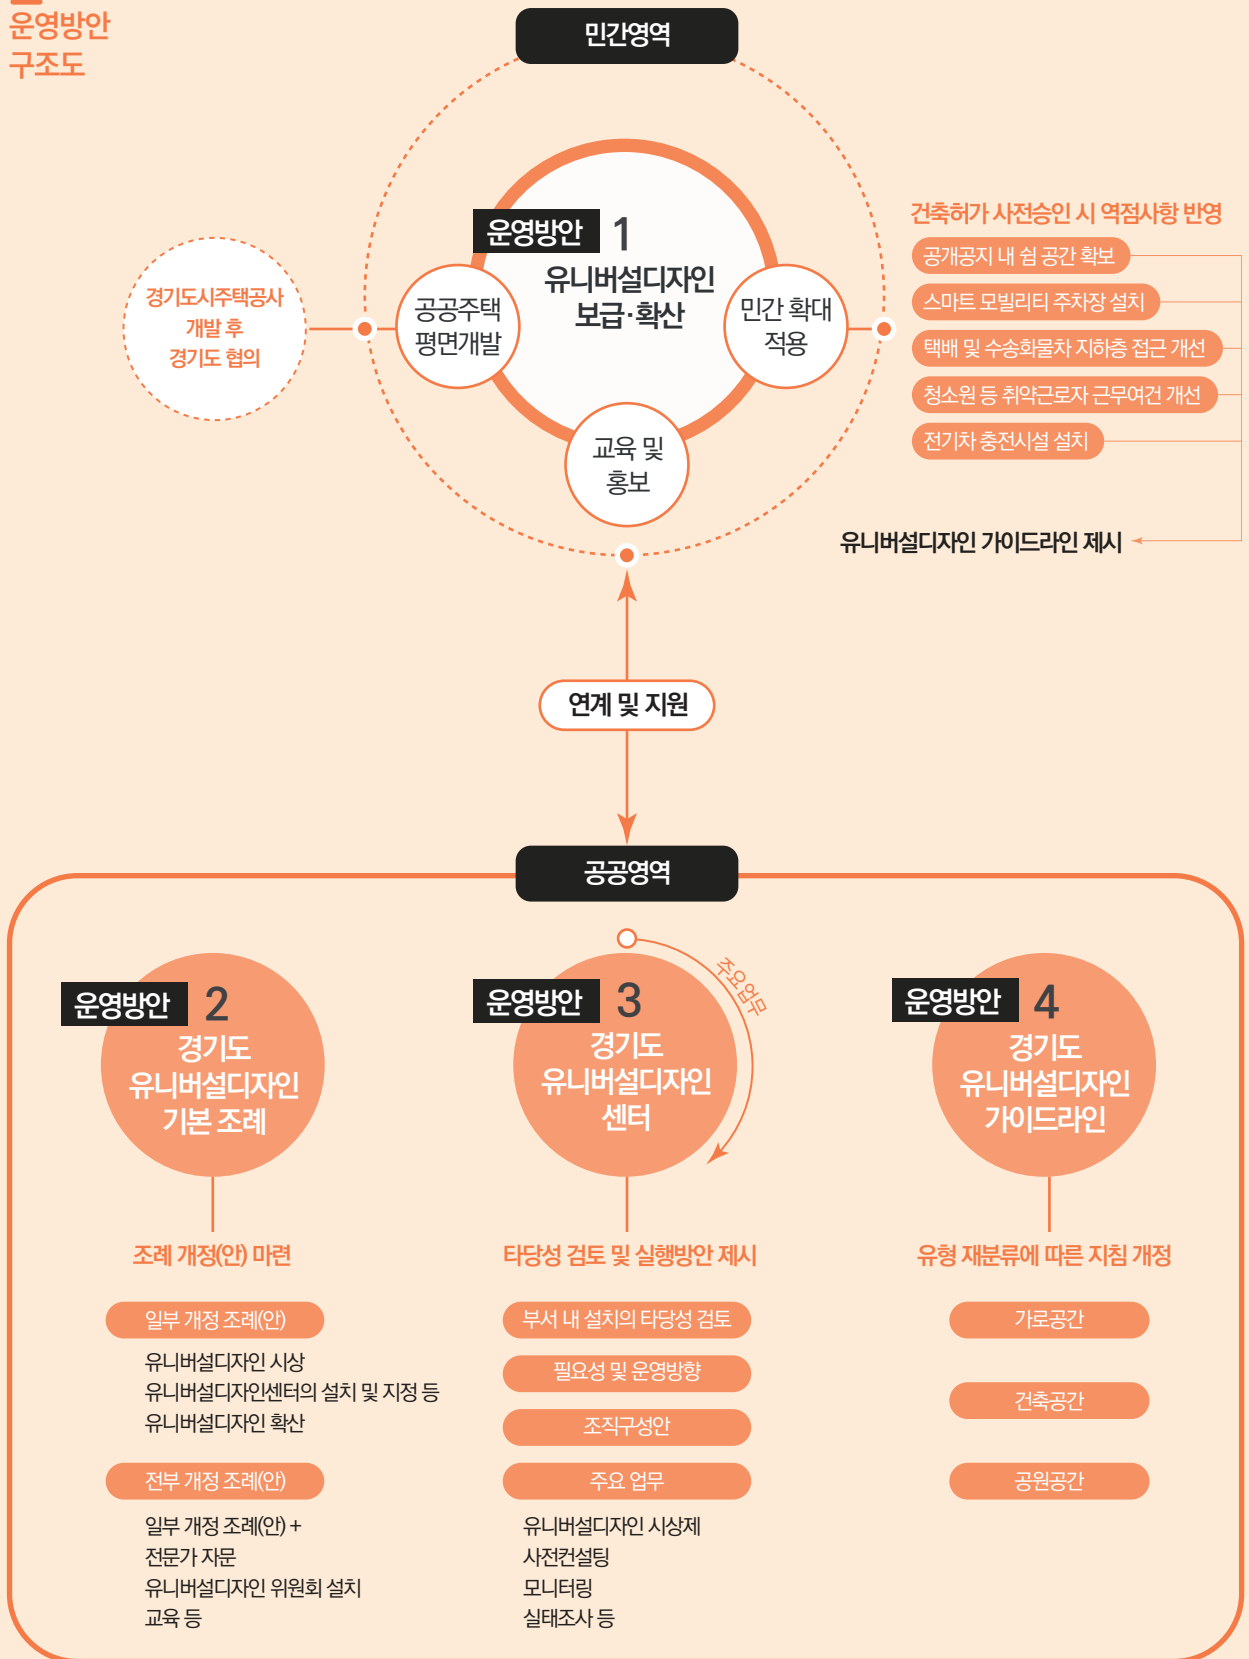 운영방안
구조도
민간영역
운영방안 1
유니버설디자인
보급·확산
공공주택
평면개발
민간 확대
적용
교육 및
홍보
경기도시주택공사
개발 후
경기도 협의
건축허가 사전승인 시 역점사항 반영
공개공지 내 쉼 공간 확보
스마트 모빌리티 주차장 설치
택배 및 수송화물차 지하층 접근 개선
청소원 등 취약근로자 근무여건 개선
전기차 충전시설 설치
유니버설디자인 가이드라인 제시
연계 및 지원
공공영역
운영방안 2
경기도
유니버설디자인
기본 조례
조례 개정(안) 마련
일부 개정 조례(안)
유니버설디자인 시상
유니버설디자인센터의 설치 및 지정 등
유니버설디자인 확산
전부 개정 조례(안)
일부 개정 조례(안) +
전문가 자문
유니버설디자인 위원회 설치
교육 등
운영방안 3
경기도
유니버설디자인
센터
주요업무
타당성 검토 및 실행방안 제시
부서 내 설치의 타당성 검토
필요성 및 운영방향
조직구성안
주요 업무
유니버설디자인 시상제
사전컨설팅
모니터링
실태조사 등
운영방안 4
경기도
유니버설디자인
가이드라인
유형 재분류에 따른 지침 개정
가로공간
건축공간
공원공간